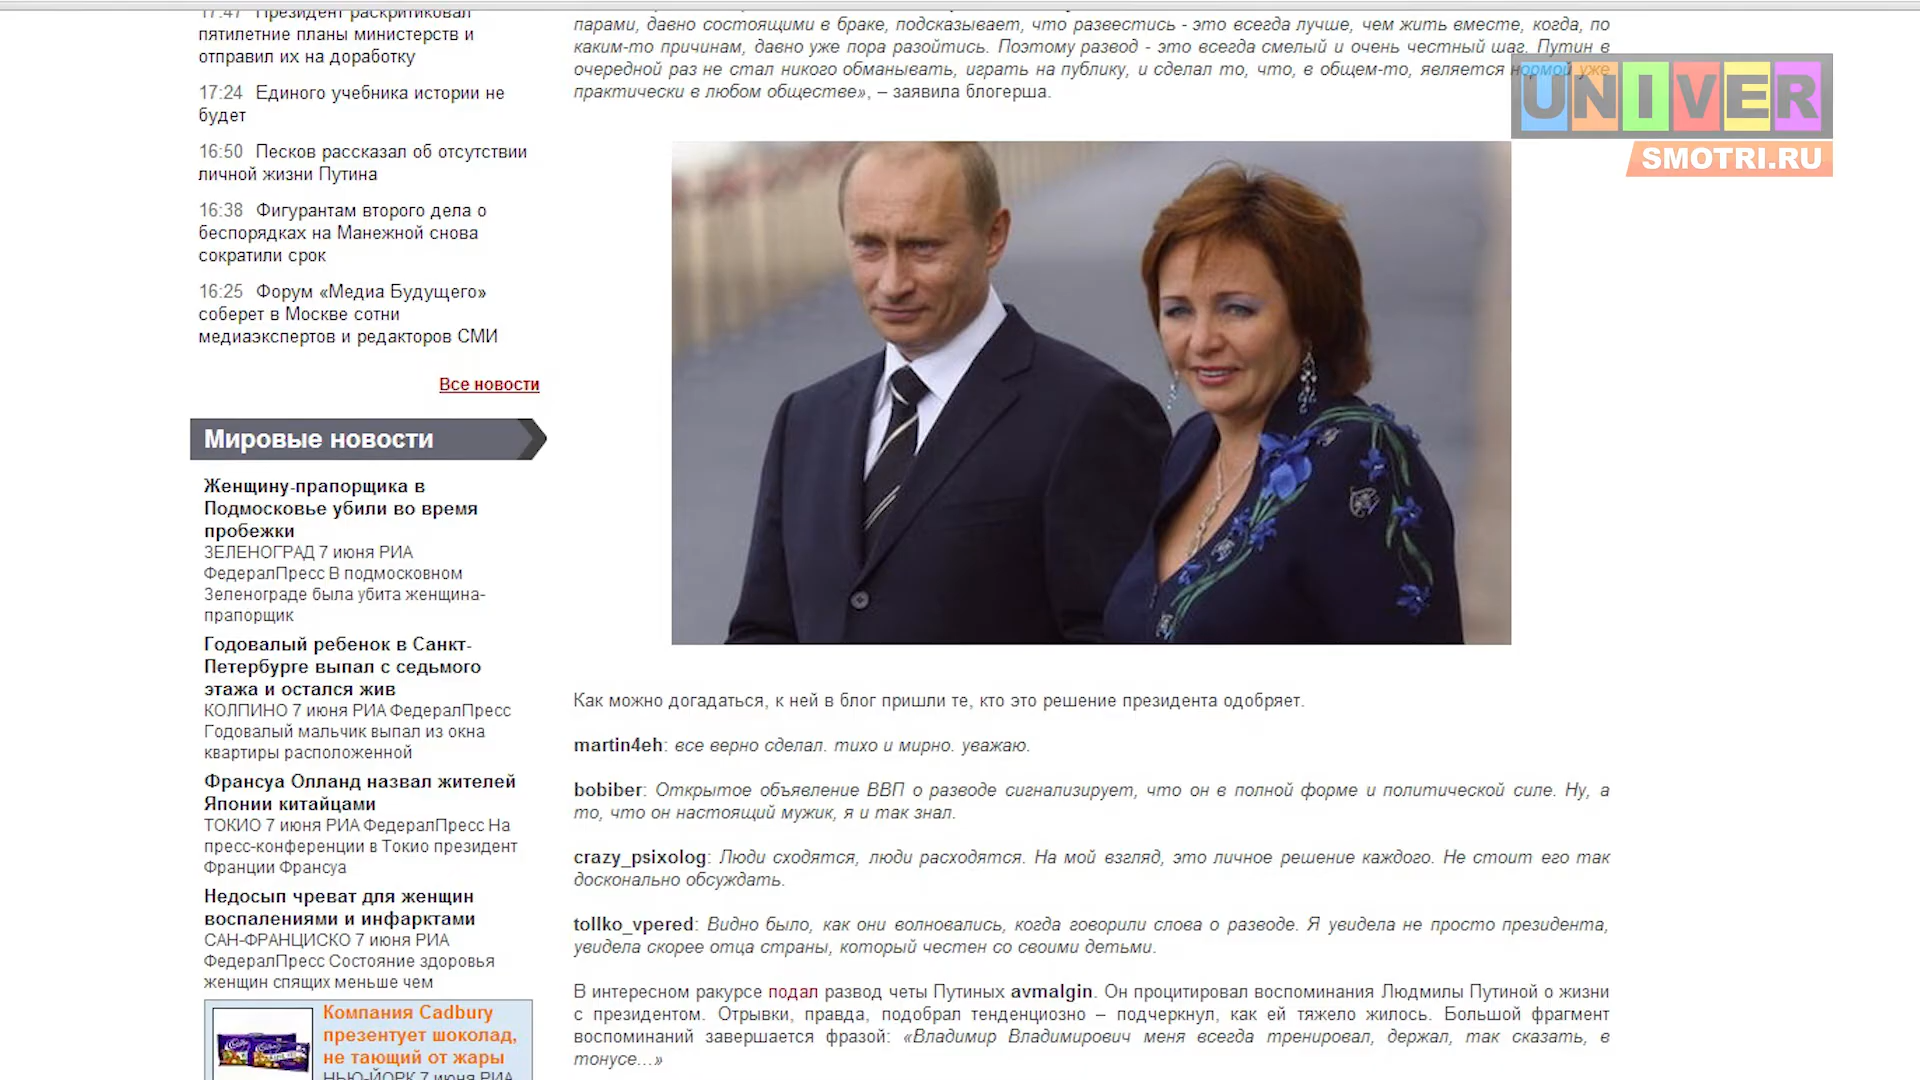 17:47 Президент раскритиковал
пятилетние планы министерств и
отправил их на доработку
17:24 Единого учебника истории не
будет
16:50 Песков рассказал об отсутствии
личной жизни Путина
16:38 Фигурантам второго дела о
беспорядках на Манежной снова
сократили срок
16:25 Форум «Медиа Будущего»
соберет в Москве сотни
медиаэкспертов и редакторов СМИ
Все новости
Мировые новости
Женщину-прапорщика в
Подмосковье убили во время
пробежки
ЗЕЛЕНОГРАД 7 июня РИА
ФедералПресс В подмосковном
Зеленограде была убита женщина-
прапорщик
Годовалый ребенок в Санкт-
Петербурге выпал с седьмого
этажа и остался жив
КОЛПИНО 7 июня РИА ФедералПресс
Годовалый мальчик выпал из окна
квартиры расположенной
Франсуа Олланд назвал жителей
Японии китайцами
ТОКИО 7 июня РИА ФедералПресс На
пресс-конференции в Токио президент
Франции Франсуа
Недосып чреват для женщин
воспалениями и инфарктами
САН-ФРАНЦИСКО 7 июня РИА
ФедералПресс Состояние здоровья
женщин спящих меньше чем
Компания Cadbury
презентует шоколад,
не тающий от жары
НЬЮ-ЙОРК 7 июня РИА
парами, давно состоящими в браке, подсказывает, что развестись - это всегда лучше, чем жить вместе, когда, по
каким-то причинам, давно уже пора разойтись. Поэтому развод - это всегда смелый и очень честный шаг. Путин в
очередной раз не стал никого обманывать, играть на публику, и сделал то, что, в общем-то, является нормой уже
практически в любом обществе», – заявила блогерша.
UNIVER
SMOTRI.RU
Как можно догадаться, к ней в блог пришли те, кто это решение президента одобряет.
martin4eh: все верно сделал. тихо и мирно. уважаю.
bobiber: Открытое объявление ВВП о разводе сигнализирует, что он в полной форме и политической силе. Ну, а
то, что он настоящий мужик, я и так знал.
crazy_psixolog: Люди сходятся, люди расходятся. На мой взгляд, это личное решение каждого. Не стоит его так
досконально обсуждать.
tollko_vpered: Видно было, как они волновались, когда говорили слова о разводе. Я увидела не просто президента,
увидела скорее отца страны, который честен со своими детьми.
В интересном ракурсе подал развод четы Путиных avmalgin. Он процитировал воспоминания Людмилы Путиной о жизни
с президентом. Отрывки, правда, подобрал тенденциозно – подчеркнул, как ей тяжело жилось. Большой фрагмент
воспоминаний завершается фразой: «Владимир Владимирович меня всегда тренировал, держал, так сказать, в
тонусе...»